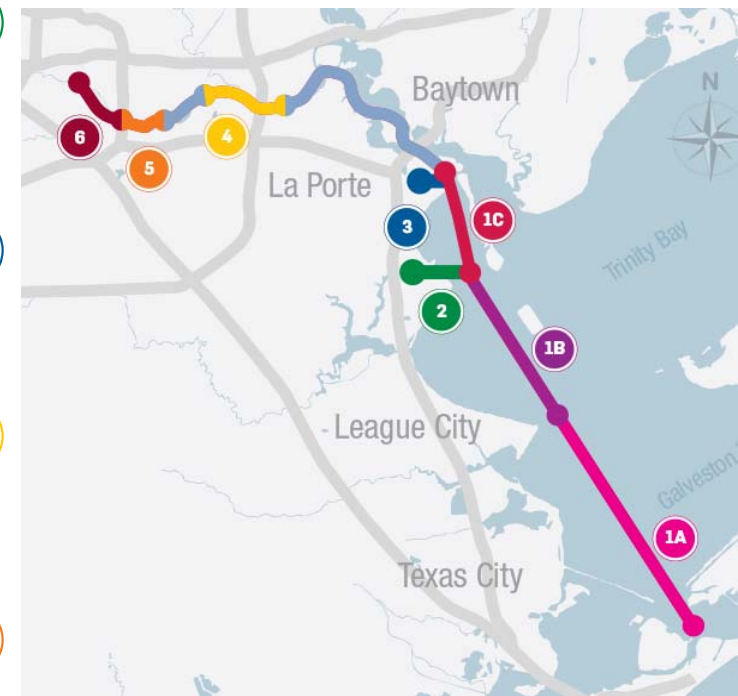 N
Baytown
6
5
4
La Porte
3
1C
Trinity Bay
2
1B
League City
Galveston
1A
Texas City